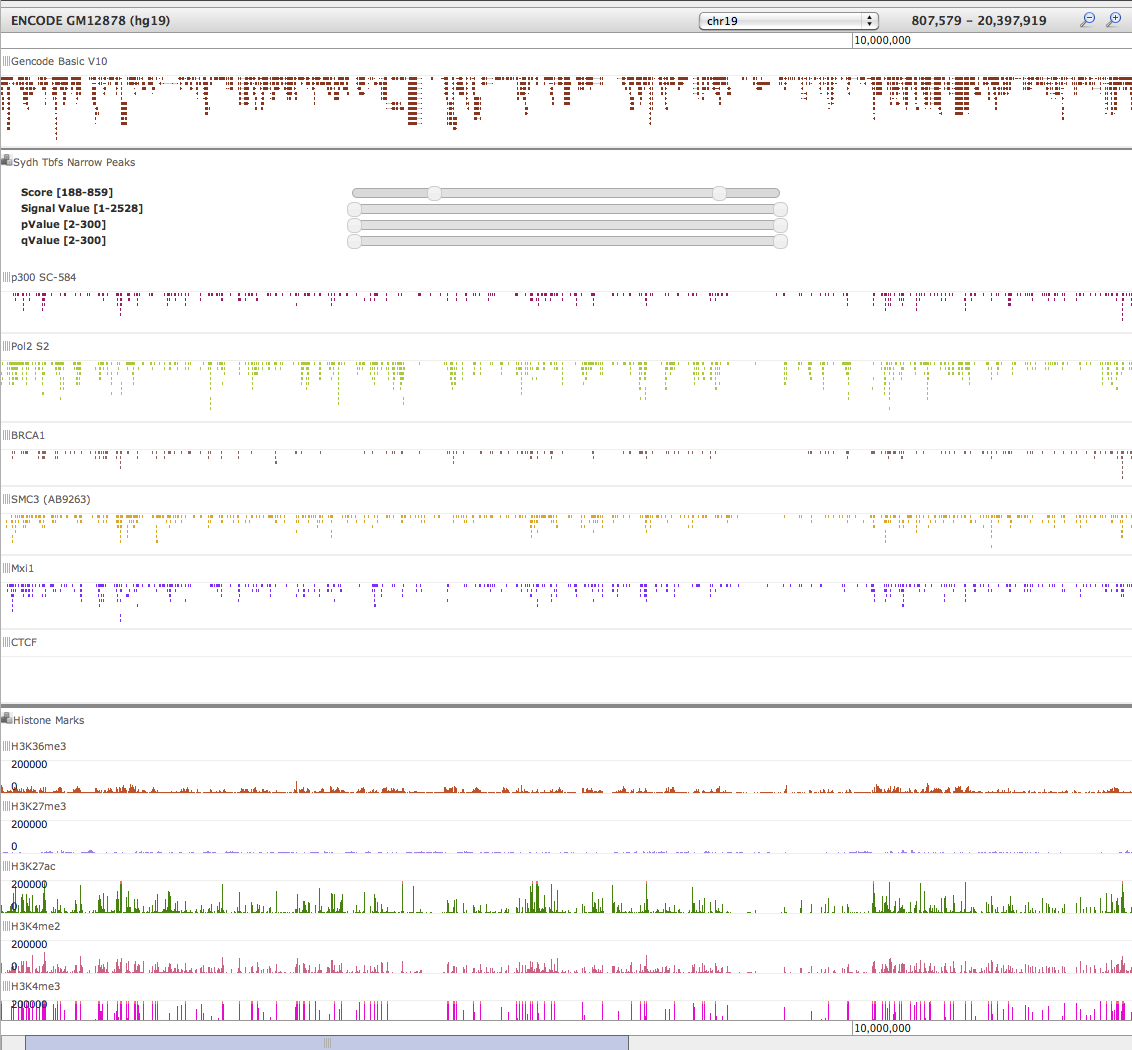 ENCODE GM12878 (hg19)
chr19
807,579 – 20,397,919
10,000,000
Gencode Basic V10
Sydh Tbfs Narrow Peaks
Score [188-859]
Signal Value [1-2528]
pValue [2-300]
qValue [2-300]
p300 SC-584
Pol2 S2
BRCA1
SMC3 (AB9263)
Mxi1
CTCF
Histone Marks
H3K36me3
200000
0
H3K27me3
200000
0
H3K27ac
200000
0
H3K4me2
200000
0
H3K4me3
200000
10,000,000